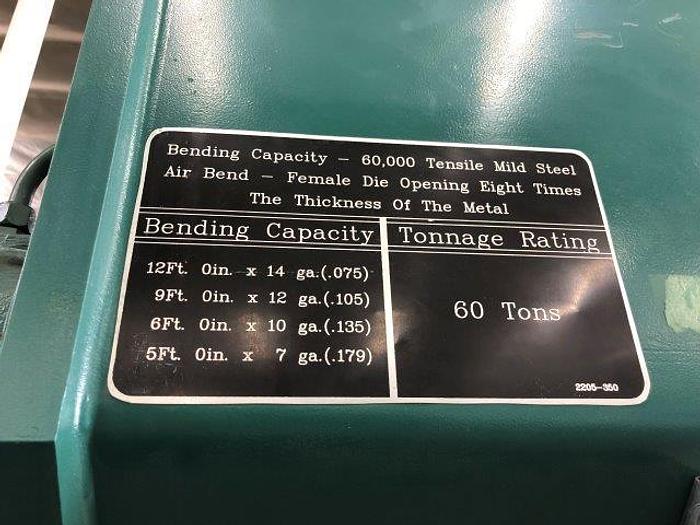 Bending Capacity — 60,000 Tensile Mild Steel
Air Bend — Female Die Opening Eight Times
The Thickness Of The Metal
Bending Capacity
12Ft. 0in. x 14 ga.(.075)
9Ft. 0in. x 12 ga.(.105)
6Ft. 0in. x 10 ga.(.135)
5Ft. 0in. x 7 ga.(.179)
Tonnage Rating
60 Tons
2205-350